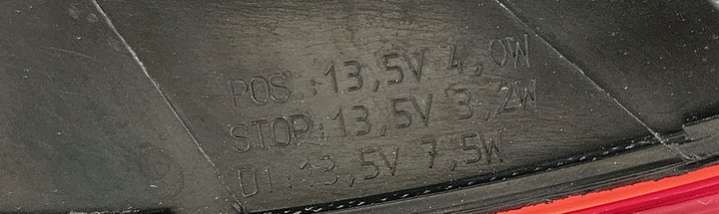 POS :13,5V 4,0W
STOP:13,5V 3,2W
DI:13,5V 7,5W